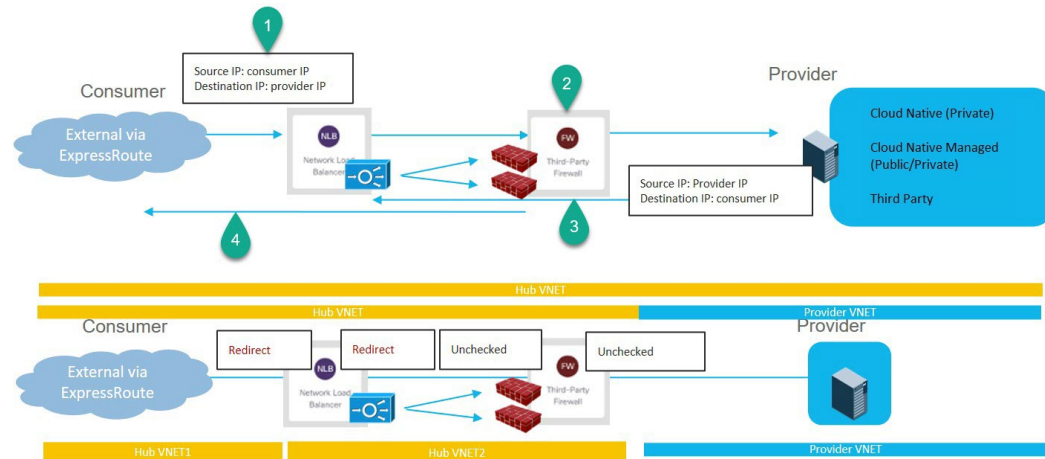 1
Source IP: consumer IP
Destination IP: provider IP
Consumer
Provider
2
External via
ExpressRoute
NLB
Network Load
Balancer
FW
Third-Party
Firewall
Cloud Native (Private)
Cloud Native Managed
(Public/Private)
Third Party
Source IP: Provider IP
Destination IP: consumer IP
3
4
Hub VNET
Hub VNET
Provider VNET
Consumer
Provider
Redirect
Redirect
Unchecked
Unchecked
External via
ExpressRoute
NLB
Network Load
Balancer
FW
Third-Party
Firewall
Hub VNET1
Hub VNET2
Provider VNET